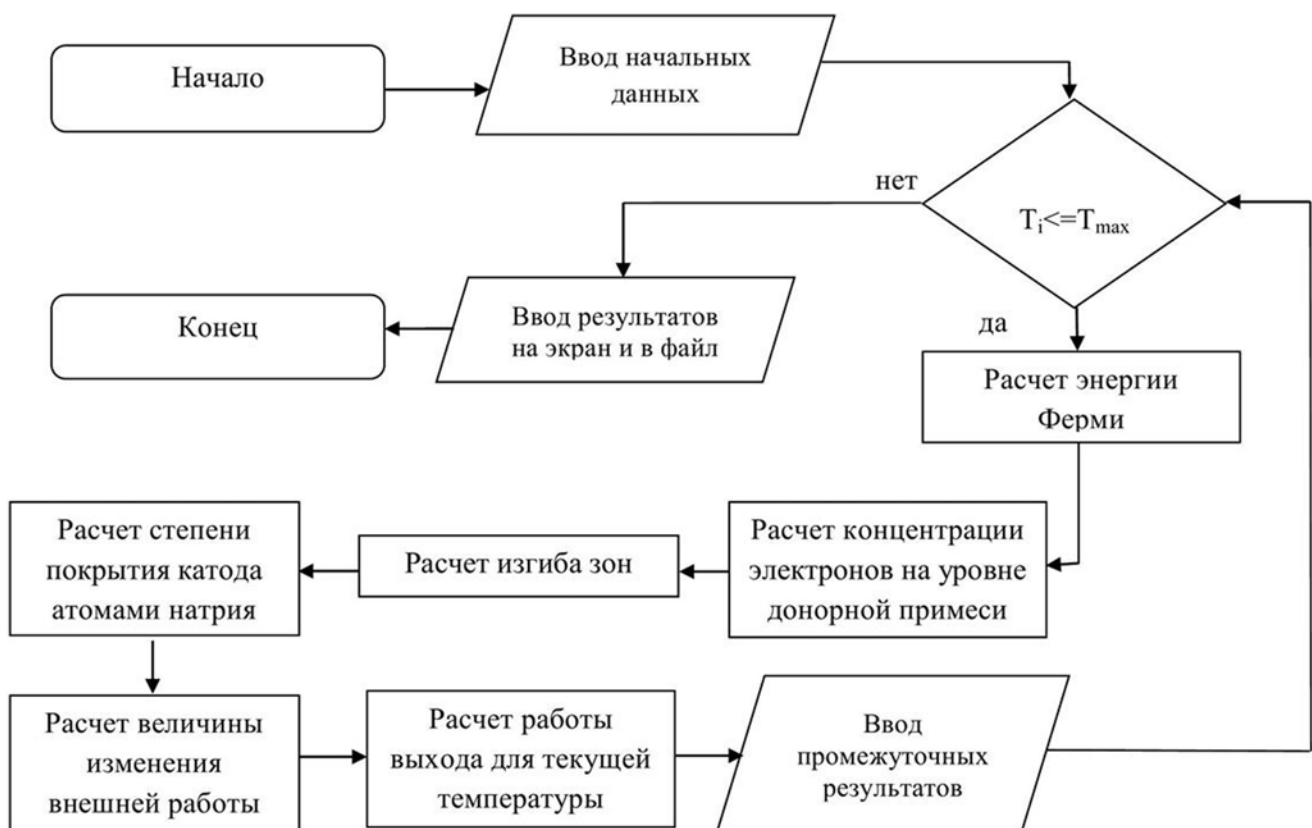 Начало
Ввод начальных
данных
нет
T_i<=T_max
Конец
Ввод результатов
на экран и в файл
да
Расчет энергии
Ферми
Расчет степени
покрытия катода
атомами натрия
Расчет изгиба зон
Расчет концентрации
электронов на уровне
донорной примеси
Расчет величины
изменения
внешней работы
Расчет работы
выхода для текущей
температуры
Ввод
промежуточных
результатов